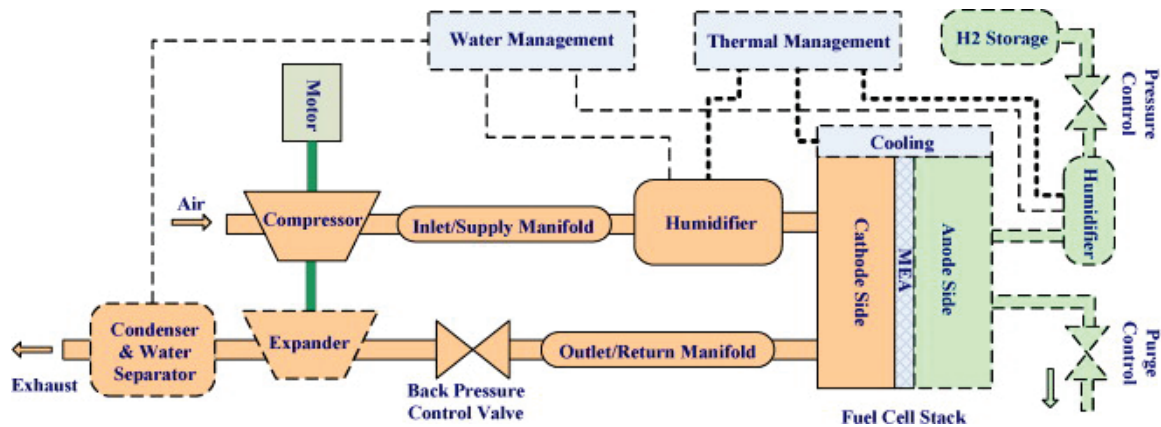 Water Management
Thermal Management
H2 Storage
Pressure
Control
Motor
Cooling
Air
Compressor
Inlet/Supply Manifold
Humidifier
Cathode Side
MEA
Anode Side
Humidifier
Condenser
& Water
Separator
Expander
Outlet/Return Manifold
Purge
Control
Exhaust
Back Pressure
Control Valve
Fuel Cell Stack